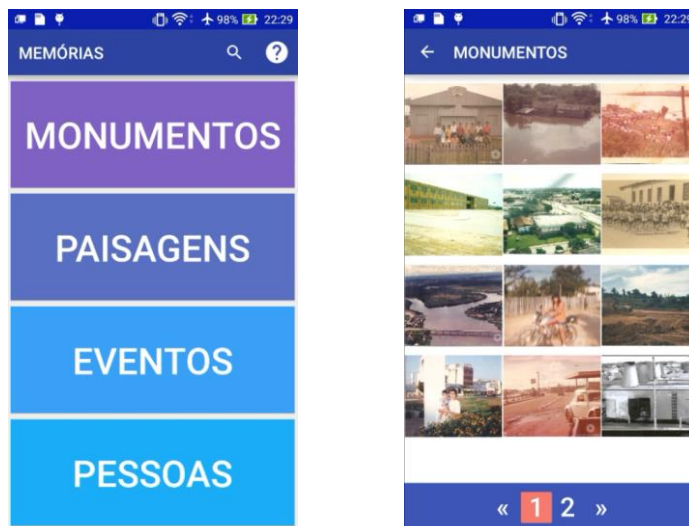 98% 22:29
MEMÓRIAS
?
MONUMENTOS
PAISAGENS
EVENTOS
PESSOAS
98% 22:29
← MONUMENTOS
« 1 2 »